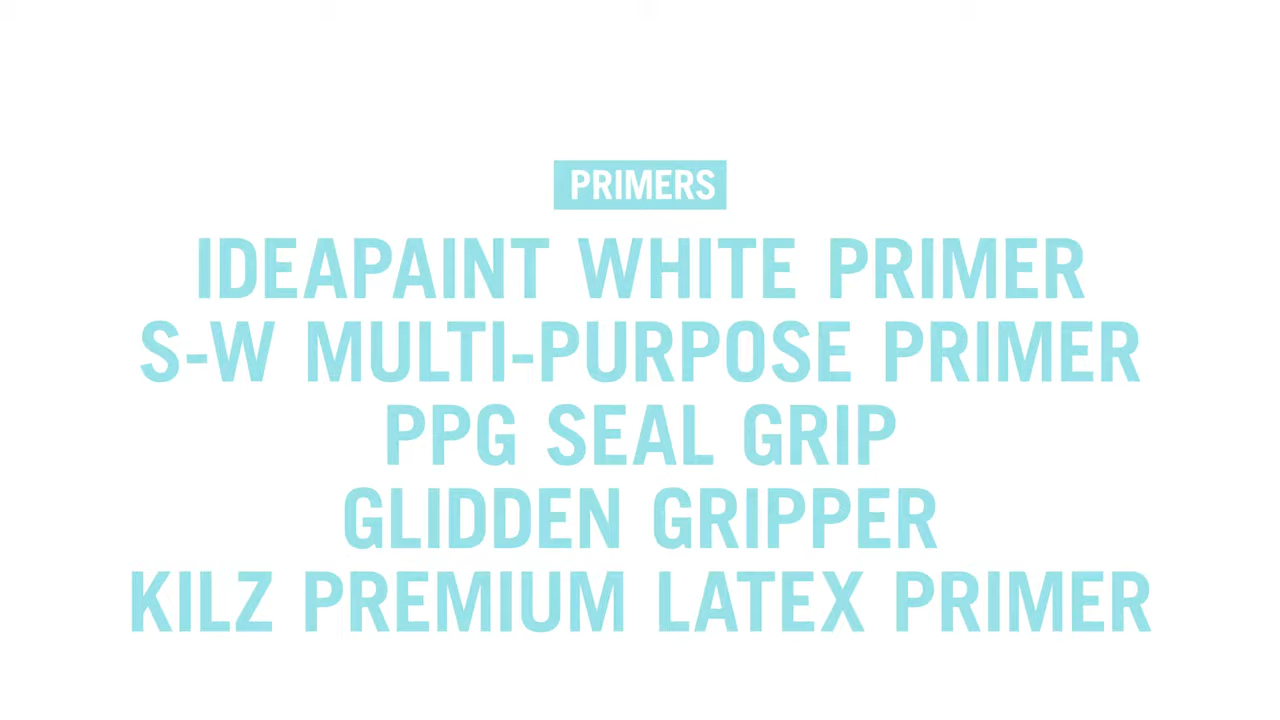 PRIMERS
IDEAPAINT WHITE PRIMER
S-W MULTI-PURPOSE PRIMER
PPG SEAL GRIP
GLIDDEN GRIPPER
KILZ PREMIUM LATEX PRIMER